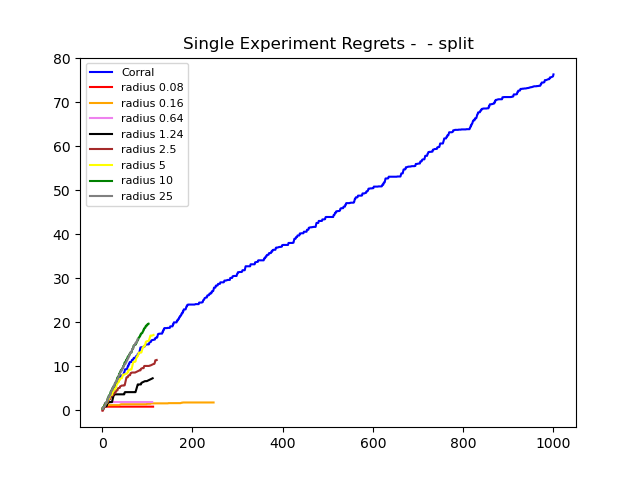 Single Experiment Regrets -  - split
80
70
60
50
40
30
20
10
0
Corral
radius 0.08
radius 0.16
radius 0.64
radius 1.24
radius 2.5
radius 5
radius 10
radius 25
0 200 400 600 800 1000